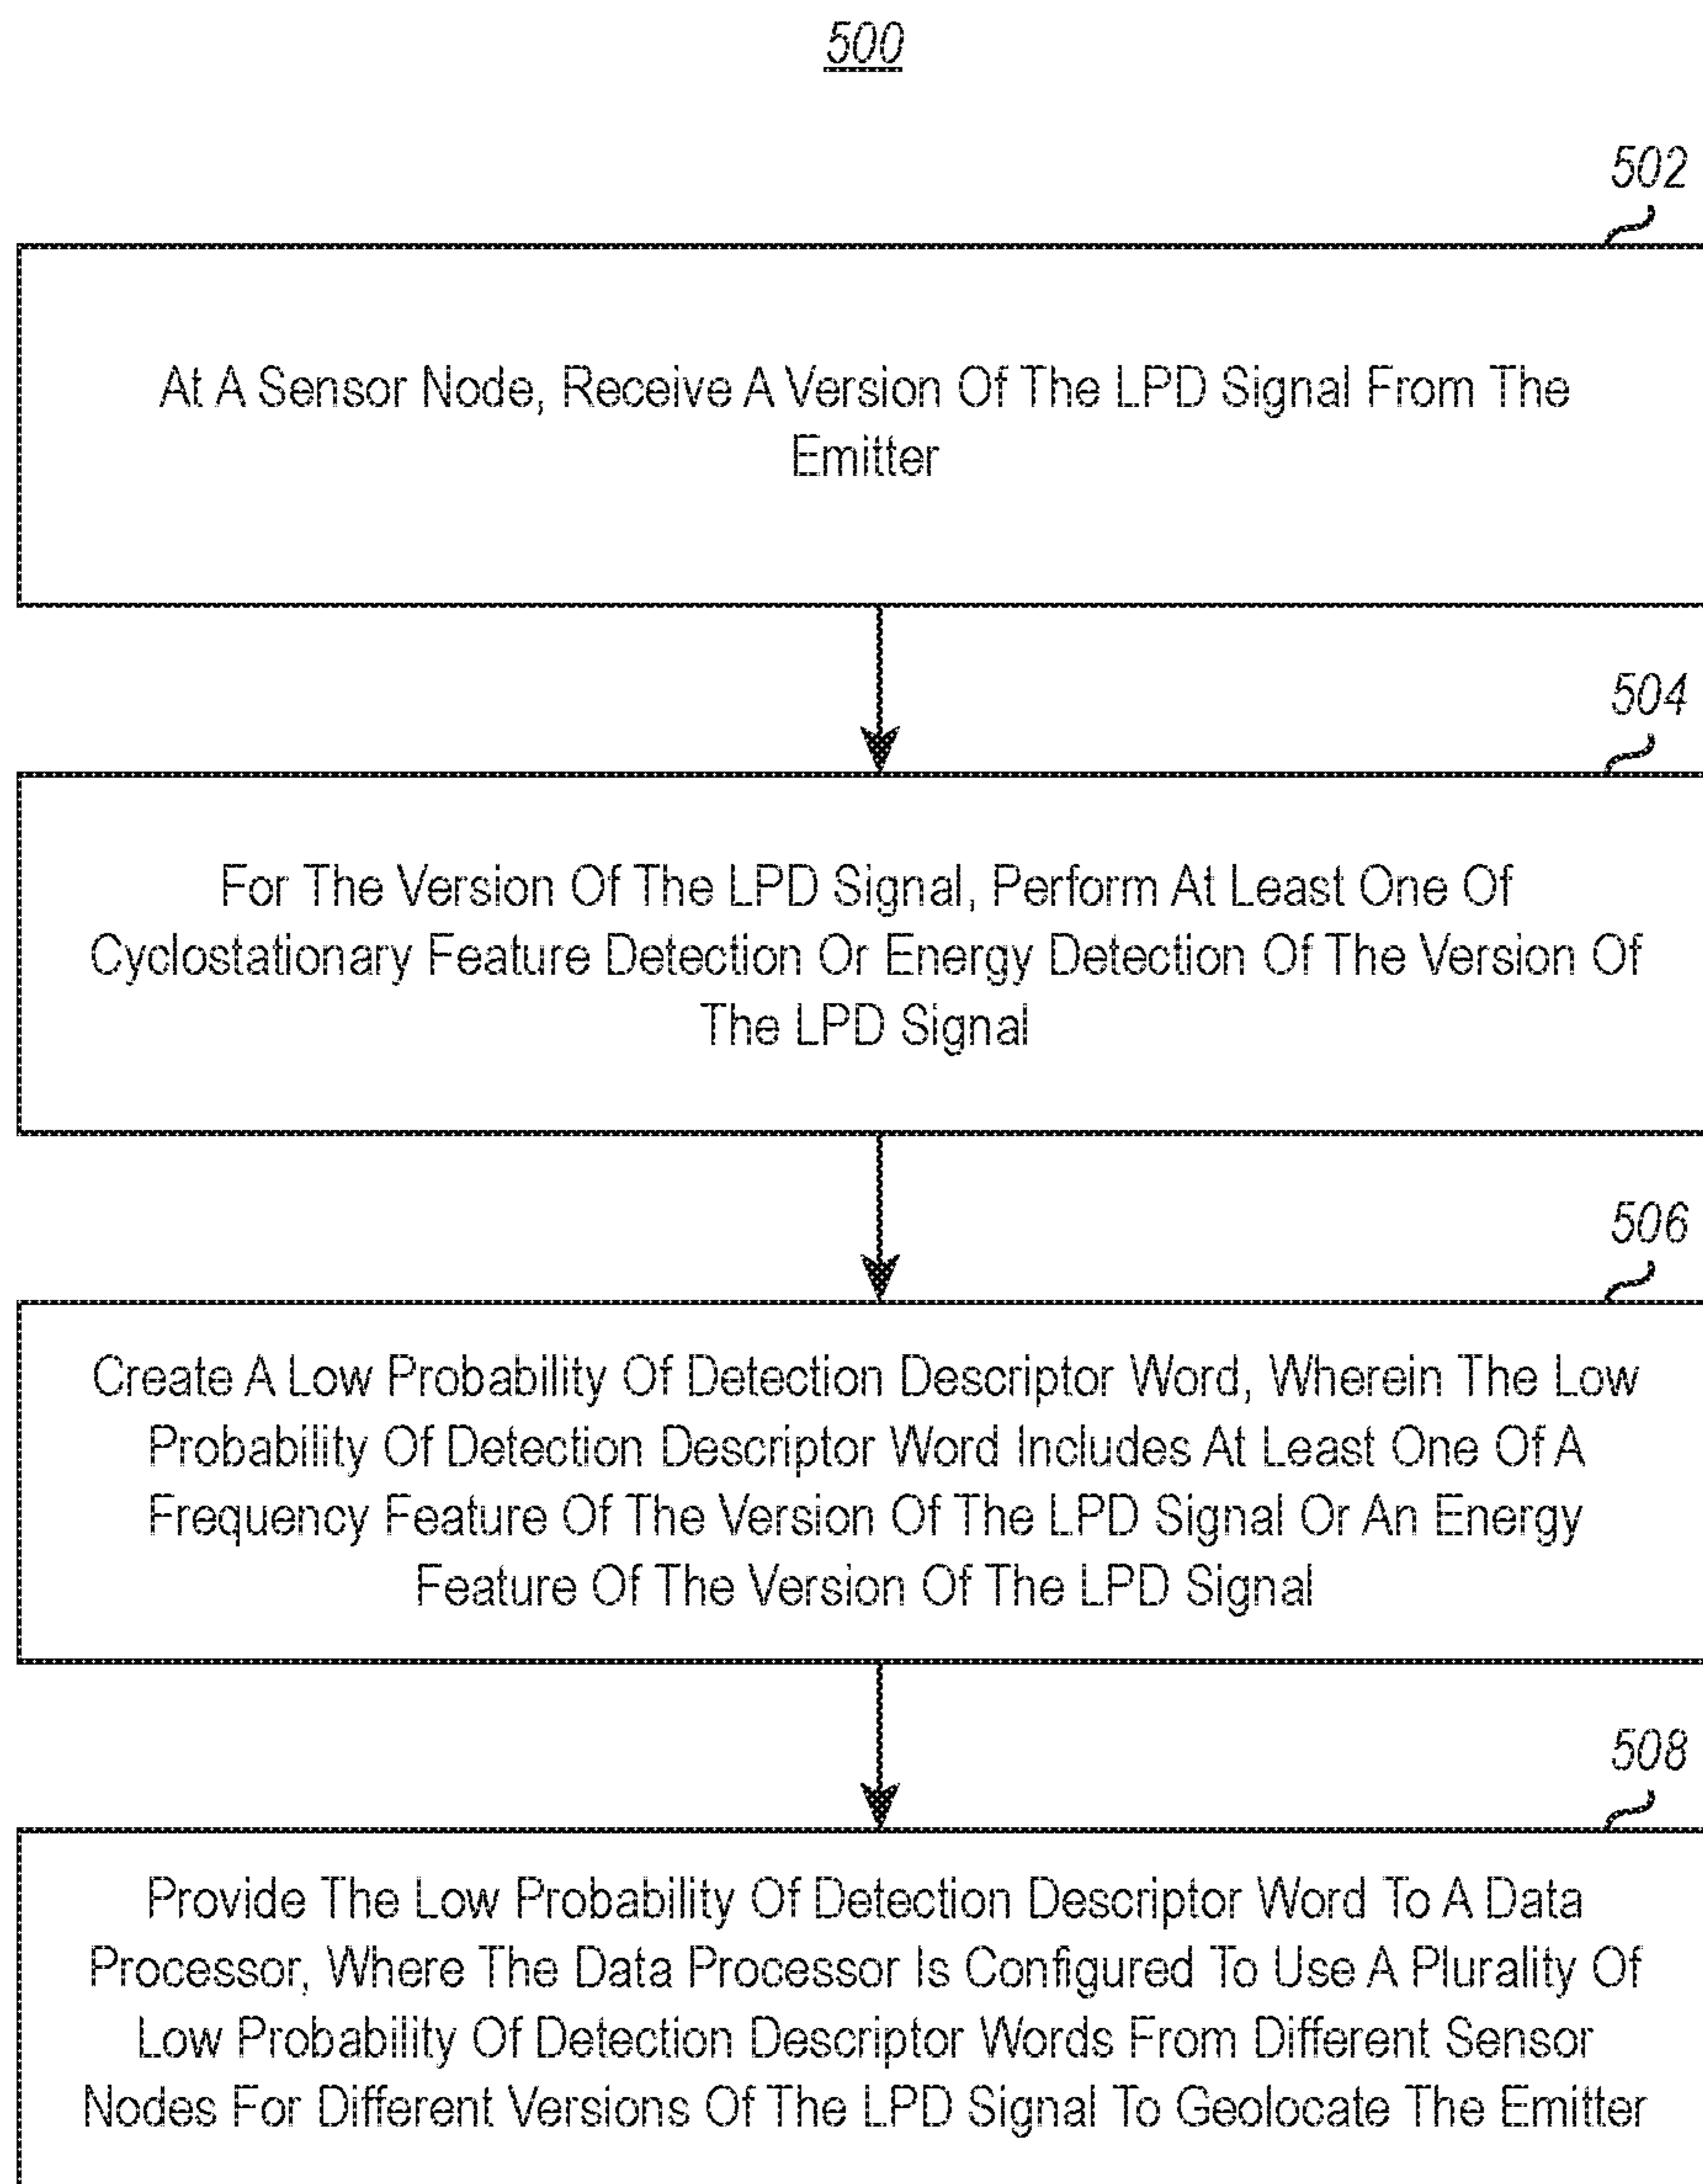 500
502
At A Sensor Node, Receive A Version Of The LPD Signal From The
Emitter
504
For The Version Of The LPD Signal, Perform At Least One Of
Cyclostationary Feature Detection Or Energy Detection Of The Version Of
The LPD Signal
506
Create A Low Probability Of Detection Descriptor Word, Wherein The Low
Probability Of Detection Descriptor Word Includes At Least One Of A
Frequency Feature Of The Version Of The LPD Signal Or An Energy
Feature Of The Version Of The LPD Signal
508
Provide The Low Probability Of Detection Descriptor Word To A Data
Processor, Where The Data Processor Is Configured To Use A Plurality Of
Low Probability Of Detection Descriptor Words From Different Sensor
Nodes For Different Versions Of The LPD Signal To Geolocate The Emitter